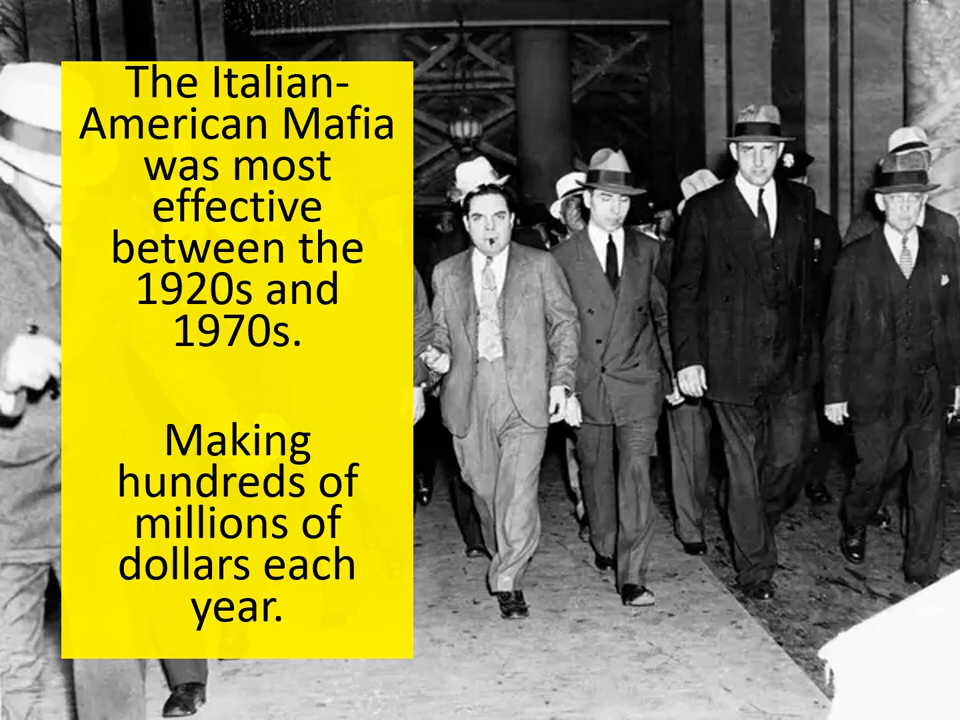 The Italian-
American Mafia
was most
effective
between the
1920s and
1970s.
Making
hundreds of
millions of
dollars each
year.